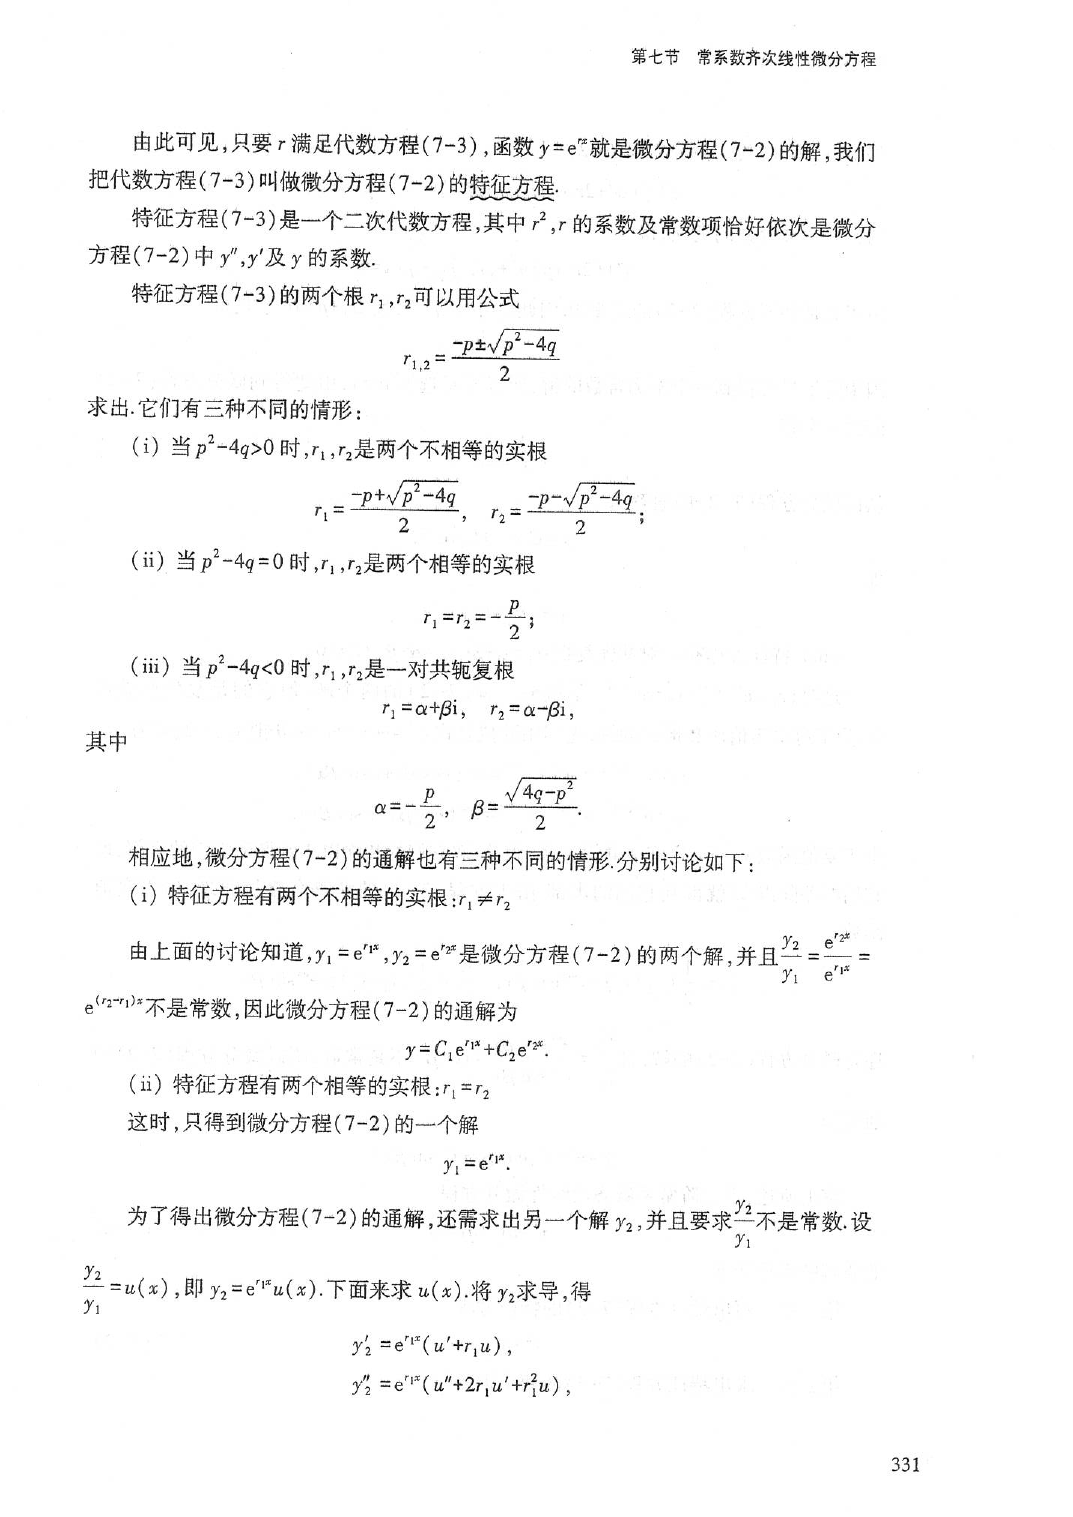 第七节 常系数齐次线性微分方程
由此可见,只要 r 满足代数方程(7-3),函数 y=e^{rx}就是微分方程(7-2)的解,我们
把代数方程(7-3)叫做微分方程(7-2)的特征方程.
特征方程(7-3)是一个二次代数方程,其中 r²,r 的系数及常数项恰好依次是微分
方程(7-2)中 y″,y′及 y 的系数.
特征方程(7-3)的两个根 r₁,r₂可以用公式
r_{1,2}=\frac{-p±\sqrt{p²-4q}}{2}
求出.它们有三种不同的情形:
(i) 当 p²-4q>0 时,r₁,r₂是两个不相等的实根
r₁=\frac{-p+\sqrt{p²-4q}}{2}, r₂=\frac{-p-\sqrt{p²-4q}}{2};
(ii) 当 p²-4q=0 时,r₁,r₂是两个相等的实根
r₁=r₂=-\frac{p}{2};
(iii) 当 p²-4q<0 时,r₁,r₂是一对共轭复根
r₁=α+βi, r₂=α-βi,
其中
α=-\frac{p}{2}, β=\frac{\sqrt{4q-p²}}{2}.
相应地,微分方程(7-2)的通解也有三种不同的情形.分别讨论如下:
(i) 特征方程有两个不相等的实根:r₁≠r₂
由上面的讨论知道,y₁=e^{r₁x},y₂=e^{r₂x}是微分方程(7-2)的两个解,并且\frac{y₂}{y₁}=\frac{e^{r₂x}}{e^{r₁x}}=
e^{(r₂-r₁)x}不是常数,因此微分方程(7-2)的通解为
y=C₁e^{r₁x}+C₂e^{r₂x}.
(ii) 特征方程有两个相等的实根:r₁=r₂
这时,只得到微分方程(7-2)的一个解
y₁=e^{r₁x}.
为了得出微分方程(7-2)的通解,还需求出另一个解 y₂,并且要求\frac{y₂}{y₁}不是常数.设
\frac{y₂}{y₁}=u(x),即 y₂=e^{r₁x}u(x).下面来求 u(x).将 y₂求导,得
y₂′=e^{r₁x}(u′+r₁u),
y₂″=e^{r₁x}(u″+2r₁u′+r₁²u),
331